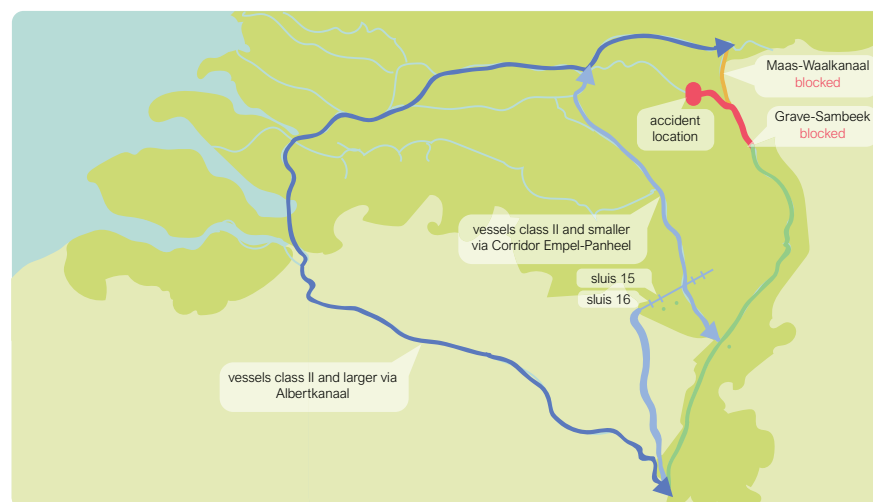 Maas-Waalkanaal
blocked
Grave-Sambeek
blocked
accident
location
vessels class II and smaller
via Corridor Empel-Panheel
sluis 15
sluis 16
vessels class II and larger via
Albertkanaal